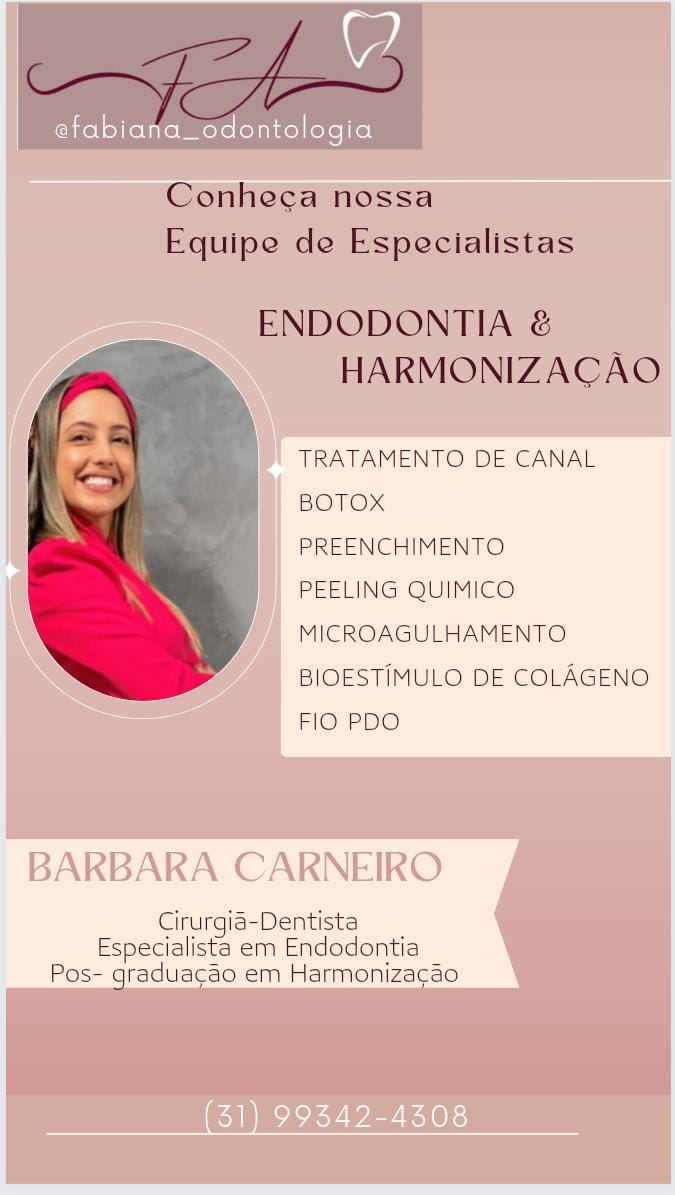 FA
@fabiana_odontologia
Conheça nossa
Equipe de Especialistas
ENDODONTIA &
HARMONIZAÇÃO
TRATAMENTO DE CANAL
BOTOX
PREENCHIMENTO
PEELING QUIMICO
MICROAGULHAMENTO
BIOESTÍMULO DE COLÁGENO
FIO PDO
BARBARA CARNEIRO
Cirurgiã-Dentista
Especialista em Endodontia
Pos- graduação em Harmonização
(31) 99342-4308